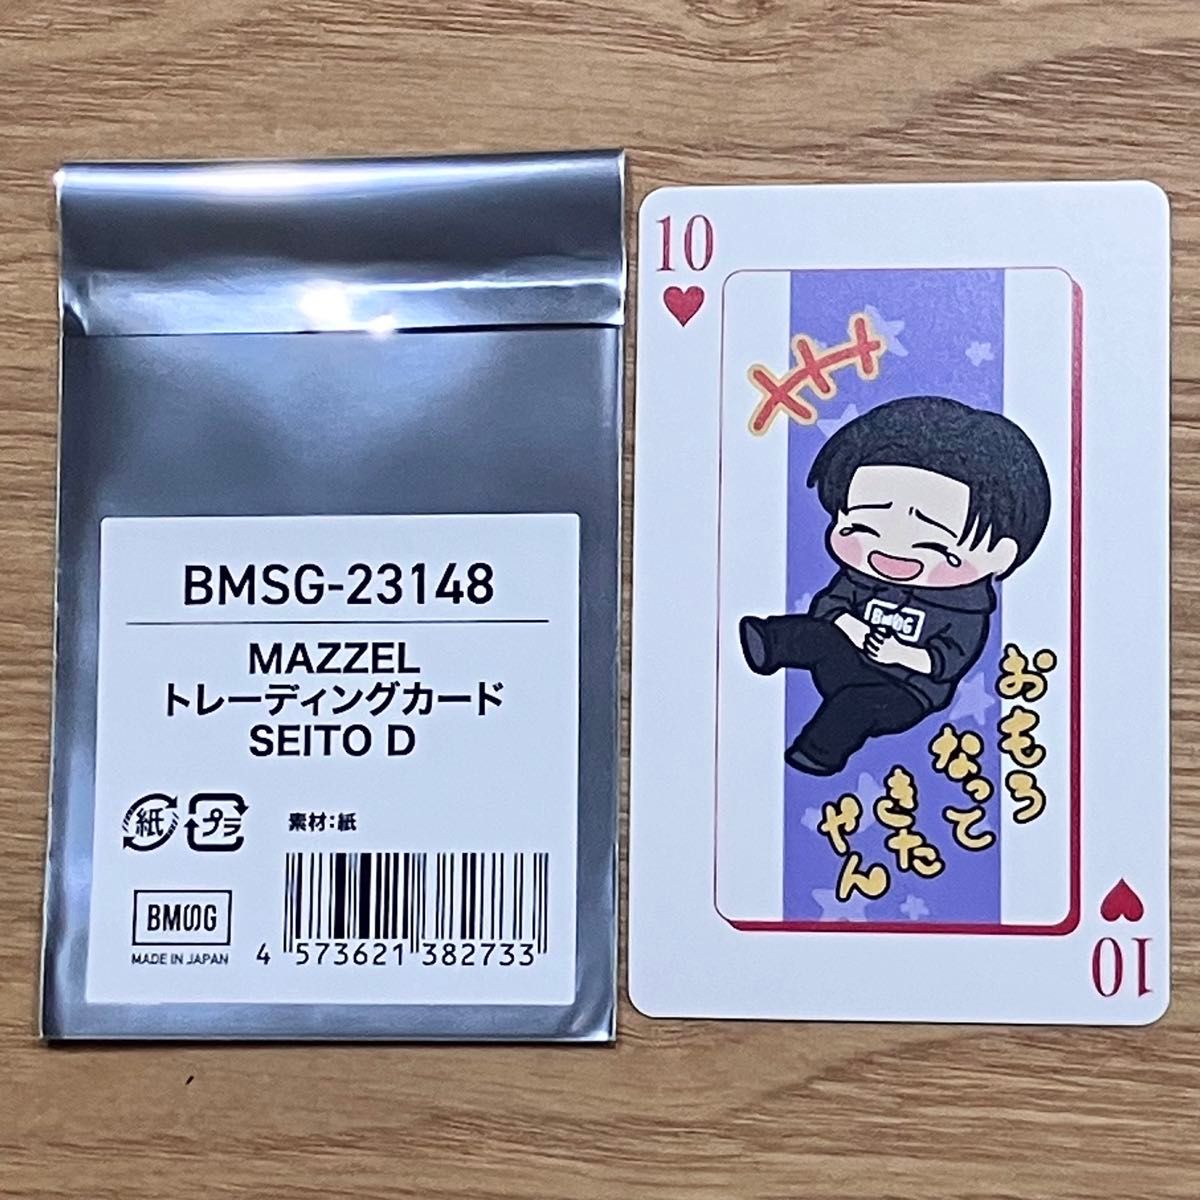 BMSG-23148
MAZZEL
トレーディングカード
SEITO D
紙
プラ
素材:紙
BMSG
MADE IN JAPAN
4 573621 382733
10
BMSG
おもろ
なって
きた
やん
10